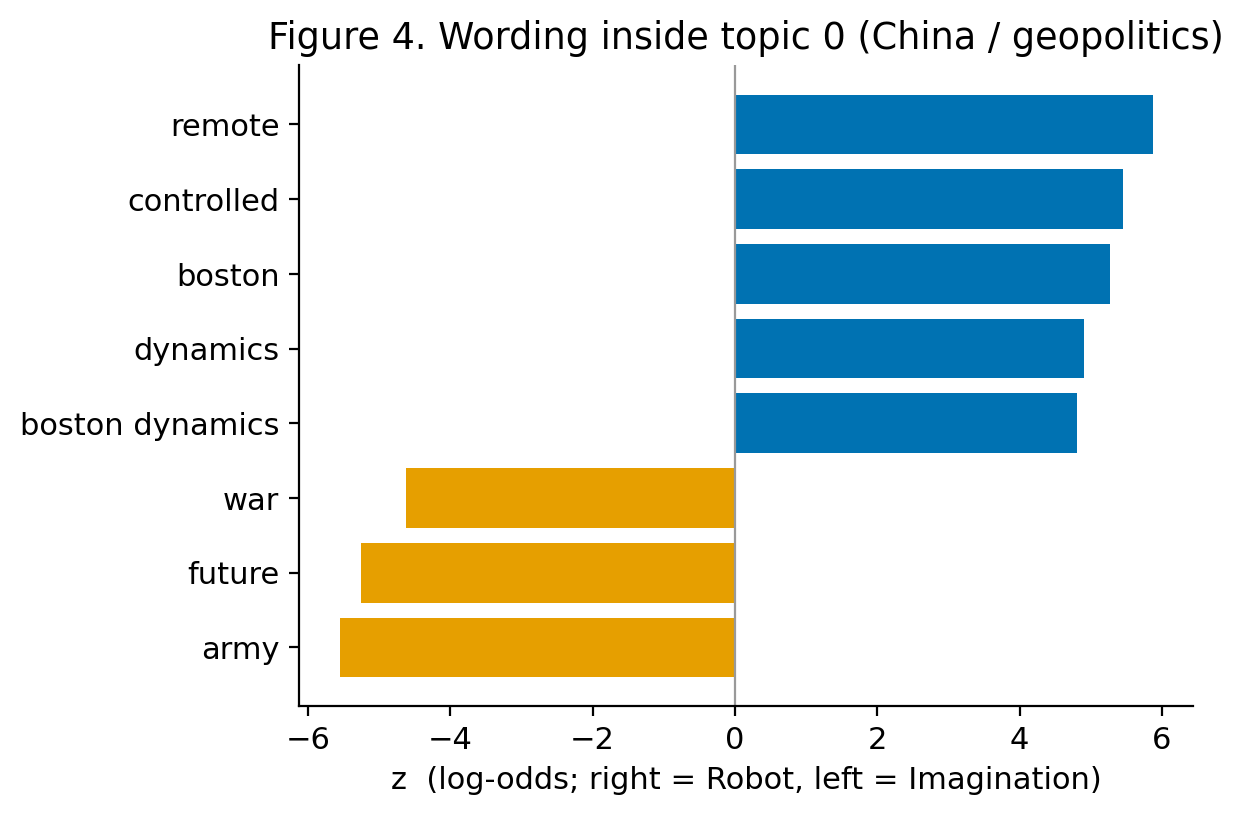 Figure 4. Wording inside topic 0 (China / geopolitics)
remote
controlled
boston
dynamics
boston dynamics
war
future
army
−6 −4 −2 0 2 4 6
z  (log-odds; right = Robot, left = Imagination)